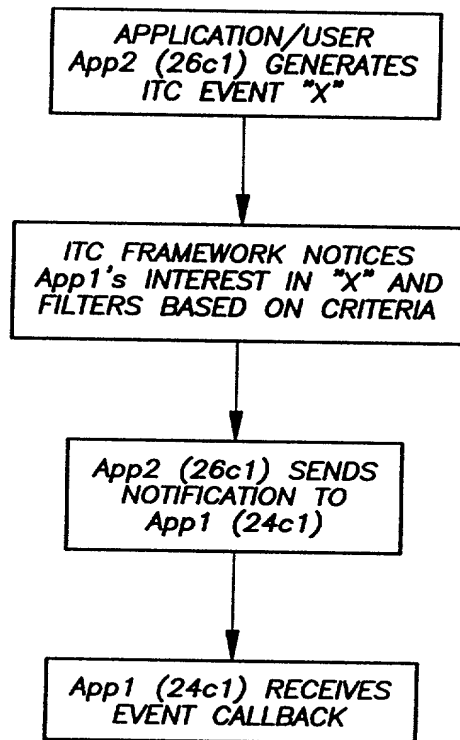 APPLICATION/USER
App2 (26c1) GENERATES
ITC EVENT "X"
ITC FRAMEWORK NOTICES
App1's INTEREST IN "X" AND
FILTERS BASED ON CRITERIA
App2 (26c1) SENDS
NOTIFICATION TO
App1 (24c1)
App1 (24c1) RECEIVES
EVENT CALLBACK